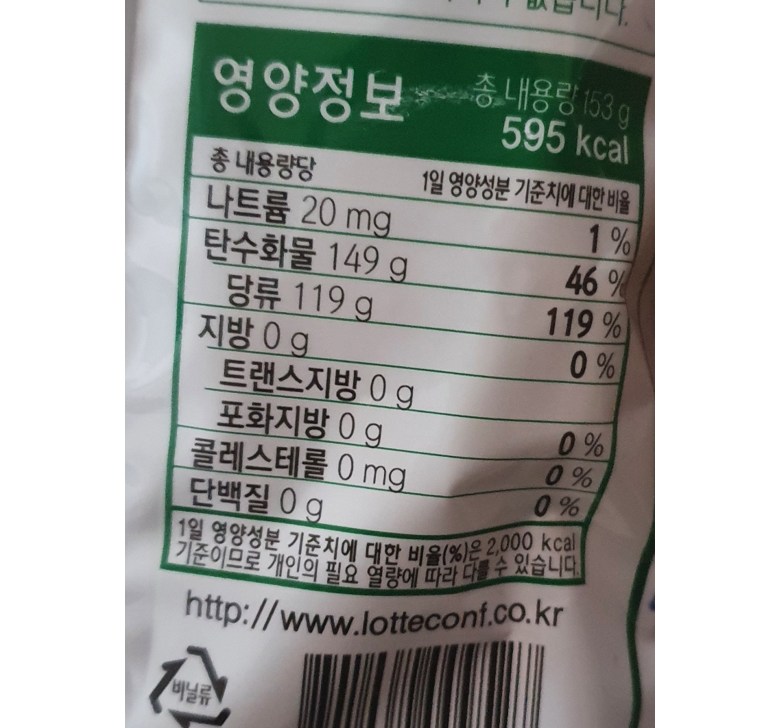 영양정보 총 내용량 153 g
595 kcal
총 내용량당 1일 영양성분 기준치에 대한 비율
나트륨 20 mg 1 %
탄수화물 149 g 46 %
당류 119 g 119 %
지방 0 g 0 %
트랜스지방 0 g
포화지방 0 g 0 %
콜레스테롤 0 mg 0 %
단백질 0 g 0 %
1일 영양성분 기준치에 대한 비율(%)은 2,000 kcal
기준이므로 개인의 필요 열량에 따라 다를 수 있습니다.
http://www.lotteconf.co.kr
비닐류